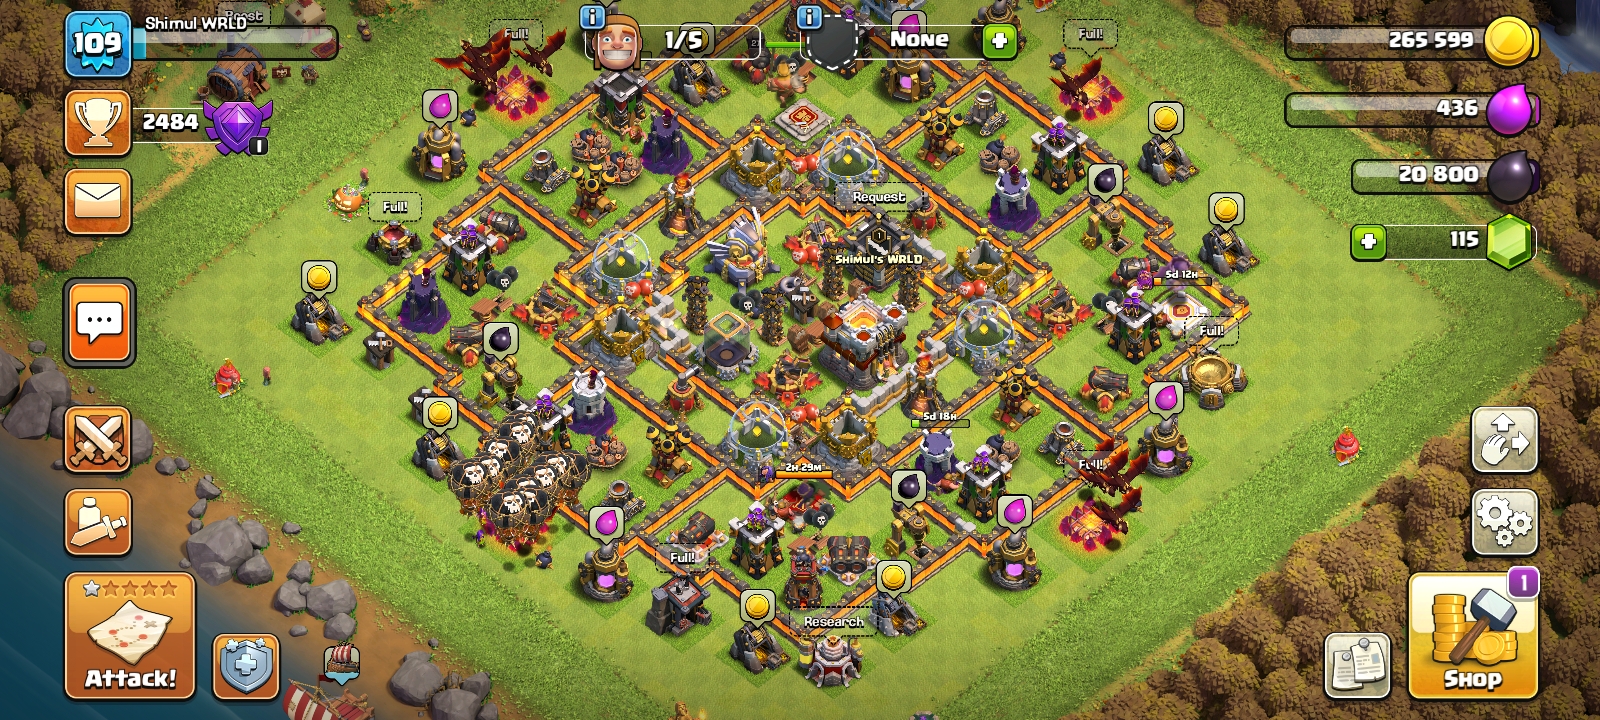 Boost
Shimul WRLD
109
2484
I
1/5
None
Full!
Full!
265 599
436
20 800
115
Full!
Request
Shimul's WRLD
5d 12h
Full!
5d 18h
2h 29m
Full!
Full!
Research
Attack!
1
Shop